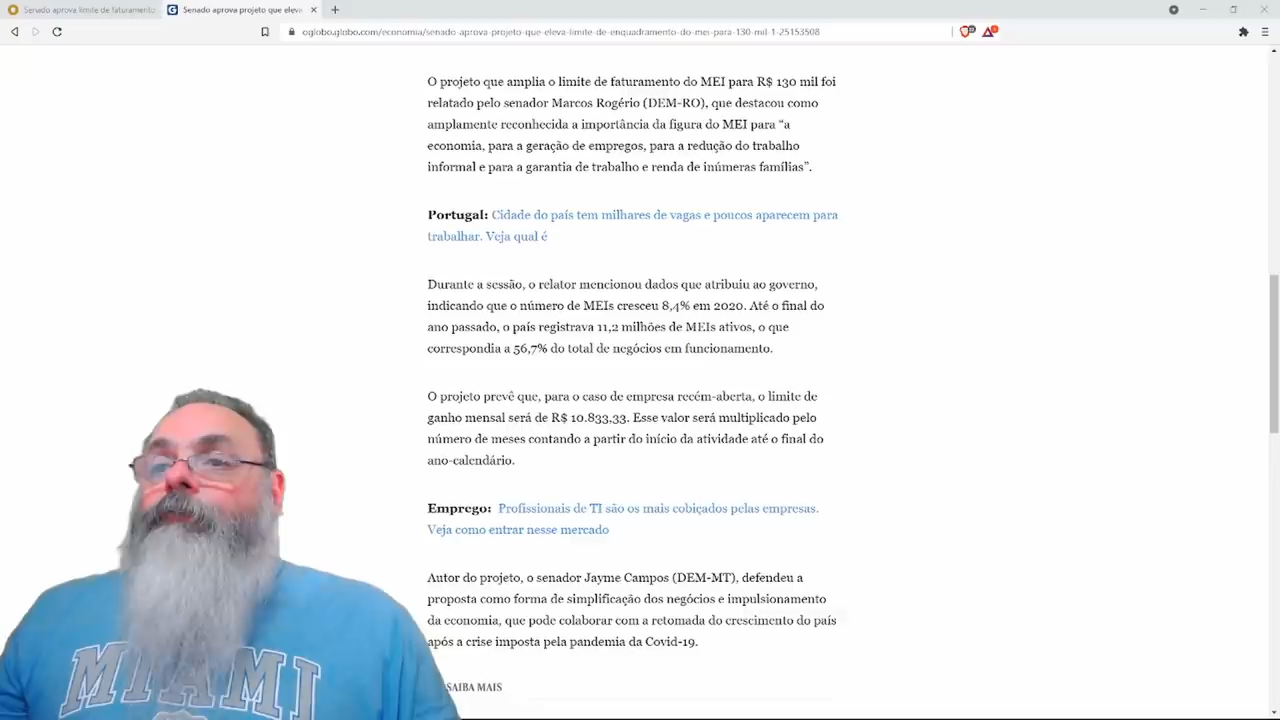 Senado aprova limite de faturamento
Senado aprova projeto que eleva
oglobo.globo.com/economia/senado-aprova-projeto-que-eleva-limite-de-enquadramento-do-mei-para-130-mil-1-25153508
O projeto que amplia o limite de faturamento do MEI para R$ 130 mil foi
relatado pelo senador Marcos Rogério (DEM-RO), que destacou como
amplamente reconhecida a importância da figura do MEI para “a
economia, para a geração de empregos, para a redução do trabalho
informal e para a garantia de trabalho e renda de inúmeras famílias”.
Portugal: Cidade do país tem milhares de vagas e poucos aparecem para
trabalhar. Veja qual é
Durante a sessão, o relator mencionou dados que atribuiu ao governo,
indicando que o número de MEIs cresceu 8,4% em 2020. Até o final do
ano passado, o país registrava 11,2 milhões de MEIs ativos, o que
correspondia a 56,7% do total de negócios em funcionamento.
O projeto prevê que, para o caso de empresa recém-aberta, o limite de
ganho mensal será de R$ 10.833,33. Esse valor será multiplicado pelo
número de meses contando a partir do início da atividade até o final do
ano-calendário.
Emprego: Profissionais de TI são os mais cobiçados pelas empresas.
Veja como entrar nesse mercado
Autor do projeto, o senador Jayme Campos (DEM-MT), defendeu a
proposta como forma de simplificação dos negócios e impulsionamento
da economia, que pode colaborar com a retomada do crescimento do país
após a crise imposta pela pandemia da Covid-19.
SAIBA MAIS
MIAMI